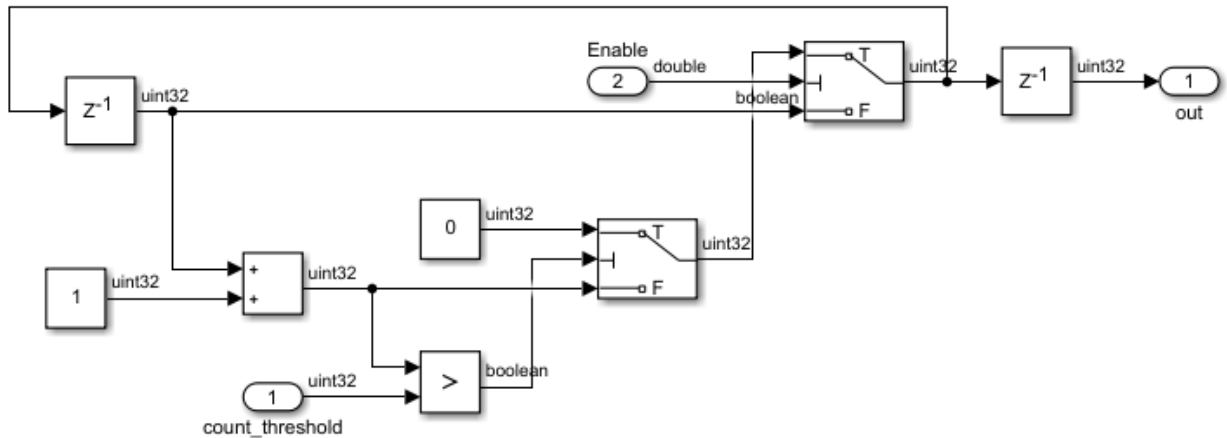 Enable
2
double
T
uint32
Z-1
uint32
1
out
Z-1
uint32
boolean
F
0
uint32
T
uint32
1
uint32
+
+
uint32
F
>
boolean
1
uint32
count_threshold